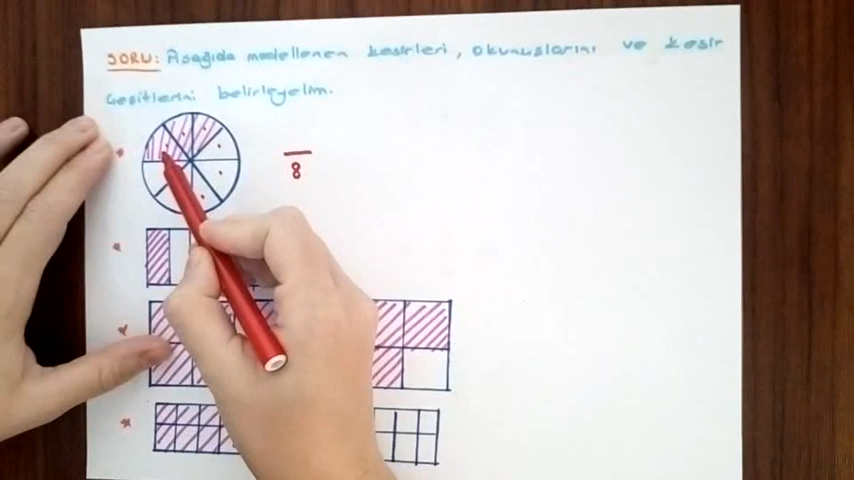 SORU: Aşağıda modellenen kesirleri, okunuşlarını ve kesir
çeşitlerini belirleyelim.
8